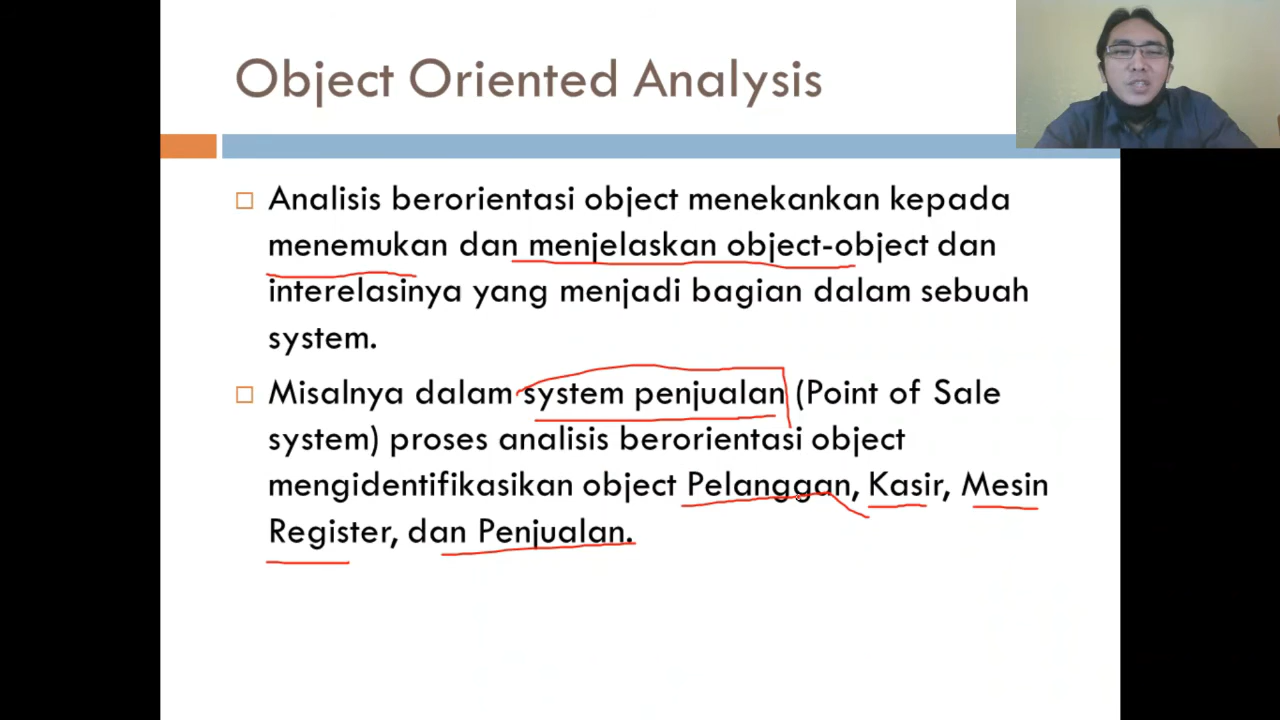 Object Oriented Analysis
Analisis berorientasi object menekankan kepada
menemukan dan menjelaskan object-object dan
interelasinya yang menjadi bagian dalam sebuah
system.
Misalnya dalam system penjualan (Point of Sale
system) proses analisis berorientasi object
mengidentifikasikan object Pelanggan, Kasir, Mesin
Register, dan Penjualan.